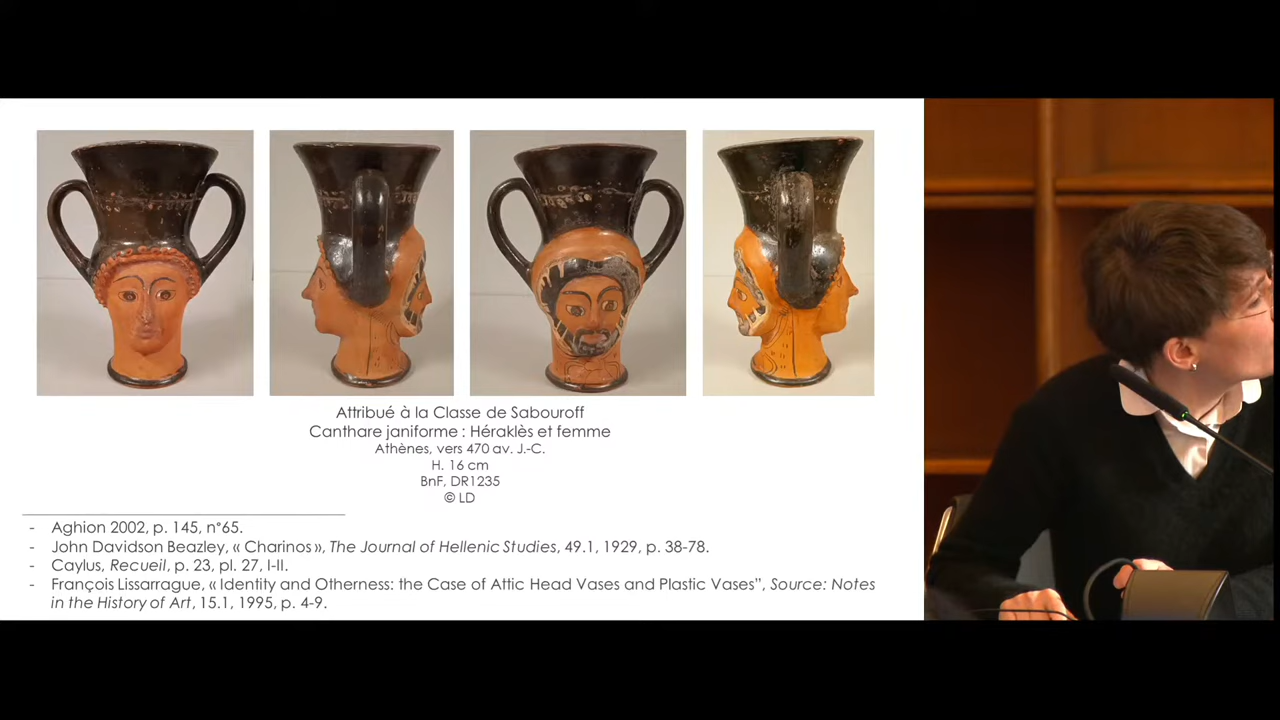 Attribué à la Classe de Sabouroff
Canthare janiforme : Héraklès et femme
Athènes, vers 470 av. J.-C.
H. 16 cm
BnF, DR1235
© LD
- Aghion 2002, p. 145, n°65.
- John Davidson Beazley, « Charinos », The Journal of Hellenic Studies, 49.1, 1929, p. 38-78.
- Caylus, Recueil, p. 23, pl. 27, I-II.
- François Lissarrague, « Identity and Otherness: the Case of Attic Head Vases and Plastic Vases”, Source: Notes
in the History of Art, 15.1, 1995, p. 4-9.